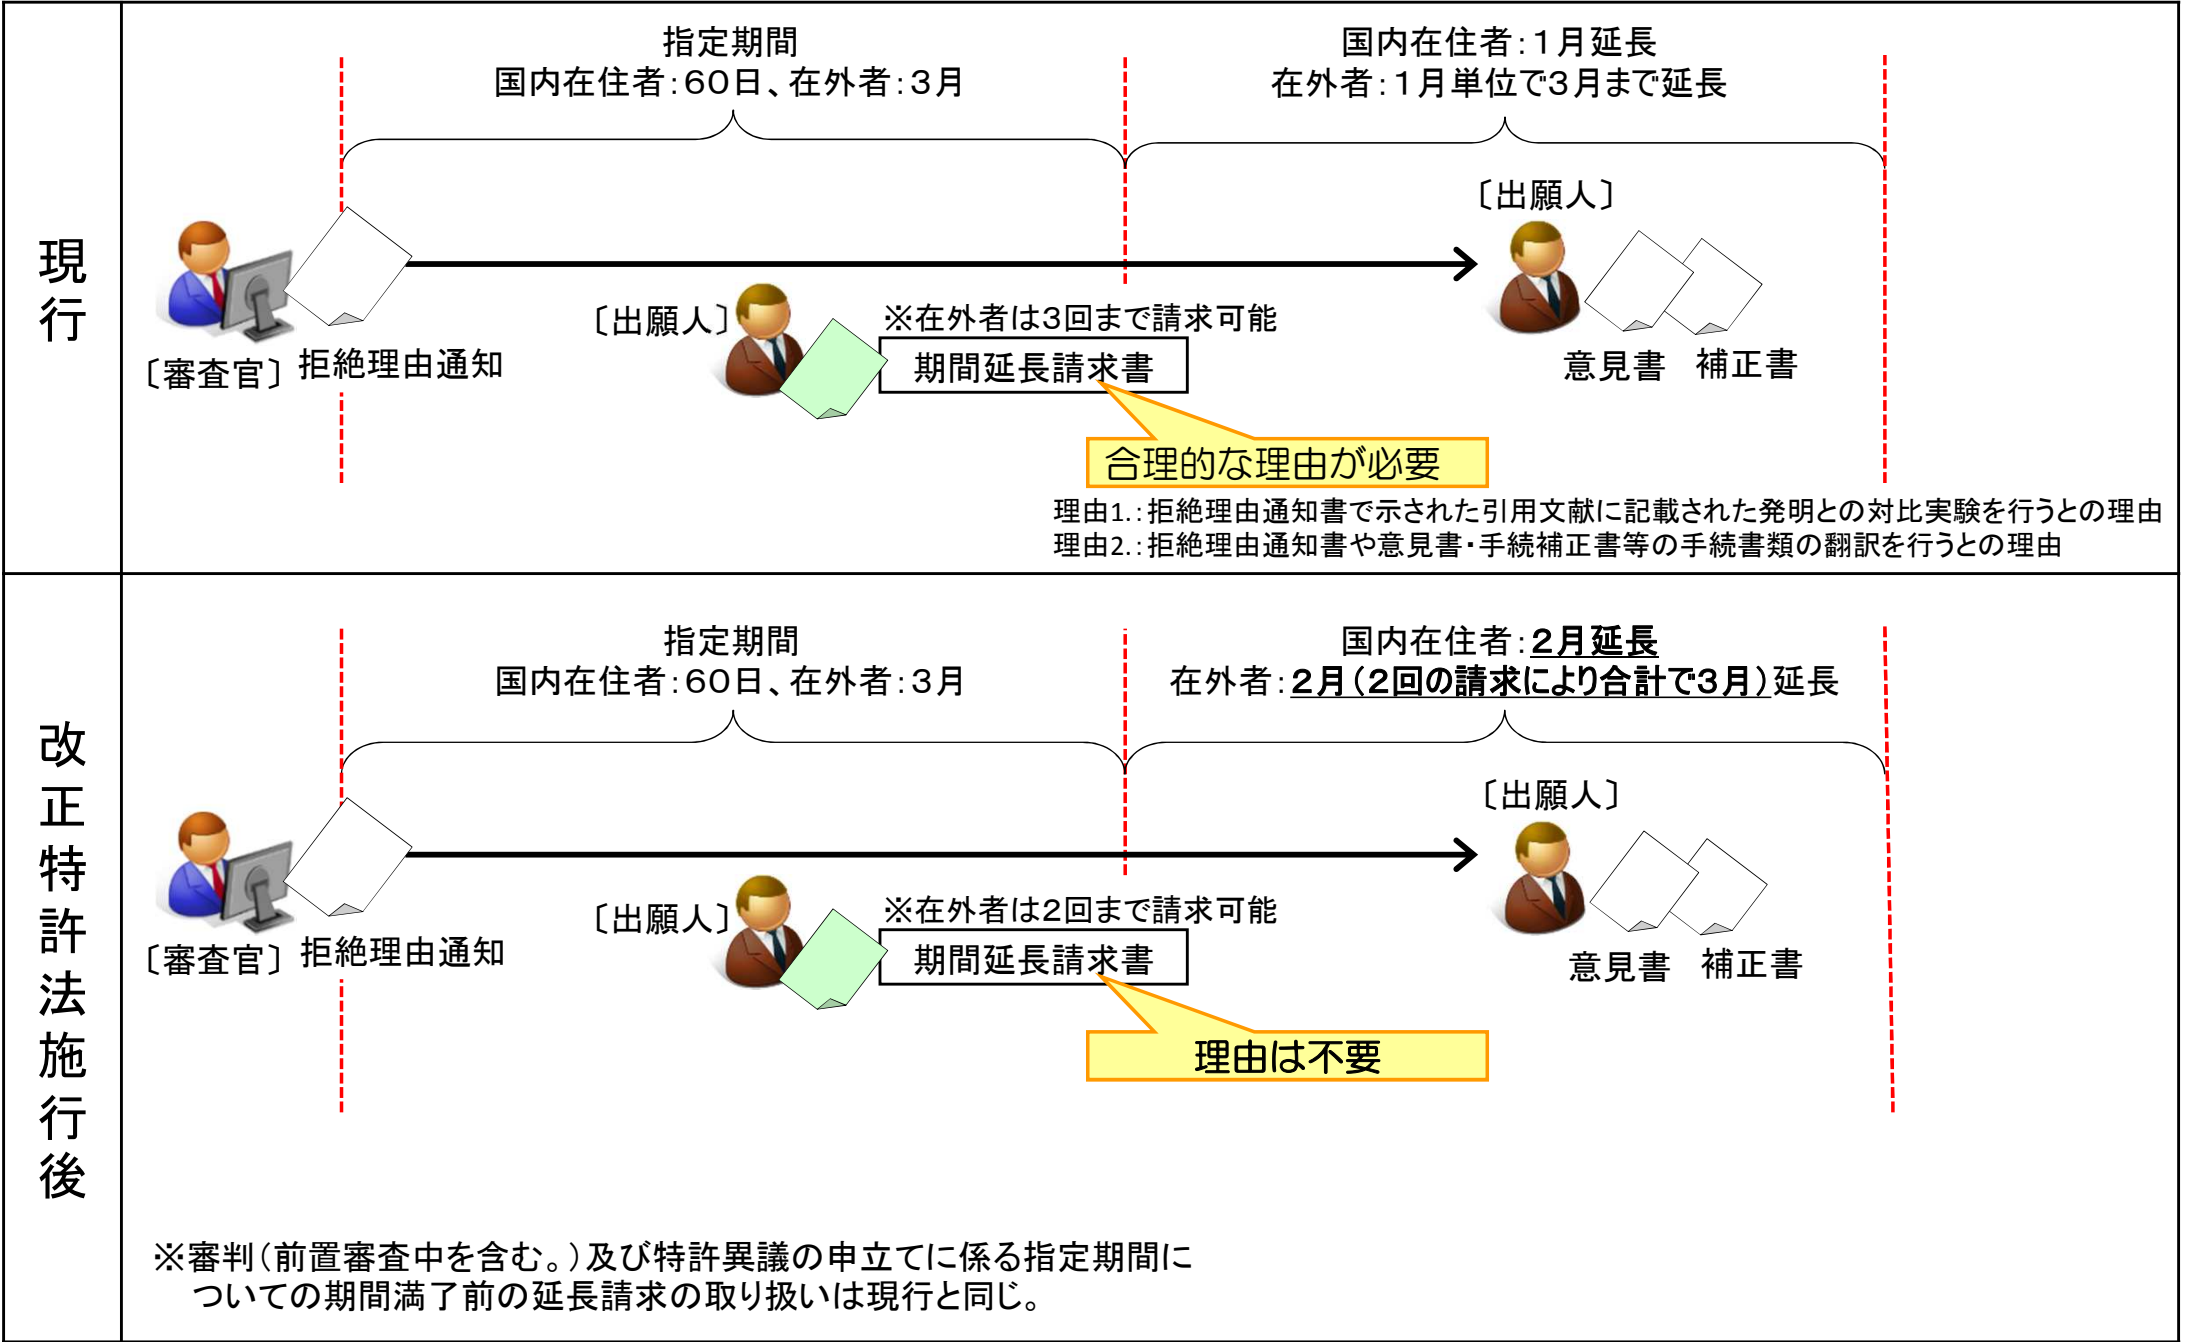 現行
指定期間
国内在住者:60日、在外者:3月
国内在住者:1月延長
在外者:1月単位で3月まで延長
〔審査官〕
拒絶理由通知
〔出願人〕
※在外者は3回まで請求可能
期間延長請求書
合理的な理由が必要
〔出願人〕
意見書 補正書
理由1.:拒絶理由通知書で示された引用文献に記載された発明との対比実験を行うとの理由
理由2.:拒絶理由通知書や意見書・手続補正書等の手続書類の翻訳を行うとの理由
改正特許法施行後
指定期間
国内在住者:60日、在外者:3月
国内在住者:2月延長
在外者:2月(2回の請求により合計で3月)延長
〔審査官〕
拒絶理由通知
〔出願人〕
※在外者は2回まで請求可能
期間延長請求書
理由は不要
〔出願人〕
意見書 補正書
※審判(前置審査中を含む。)及び特許異議の申立てに係る指定期間に
ついての期間満了前の延長請求の取り扱いは現行と同じ。